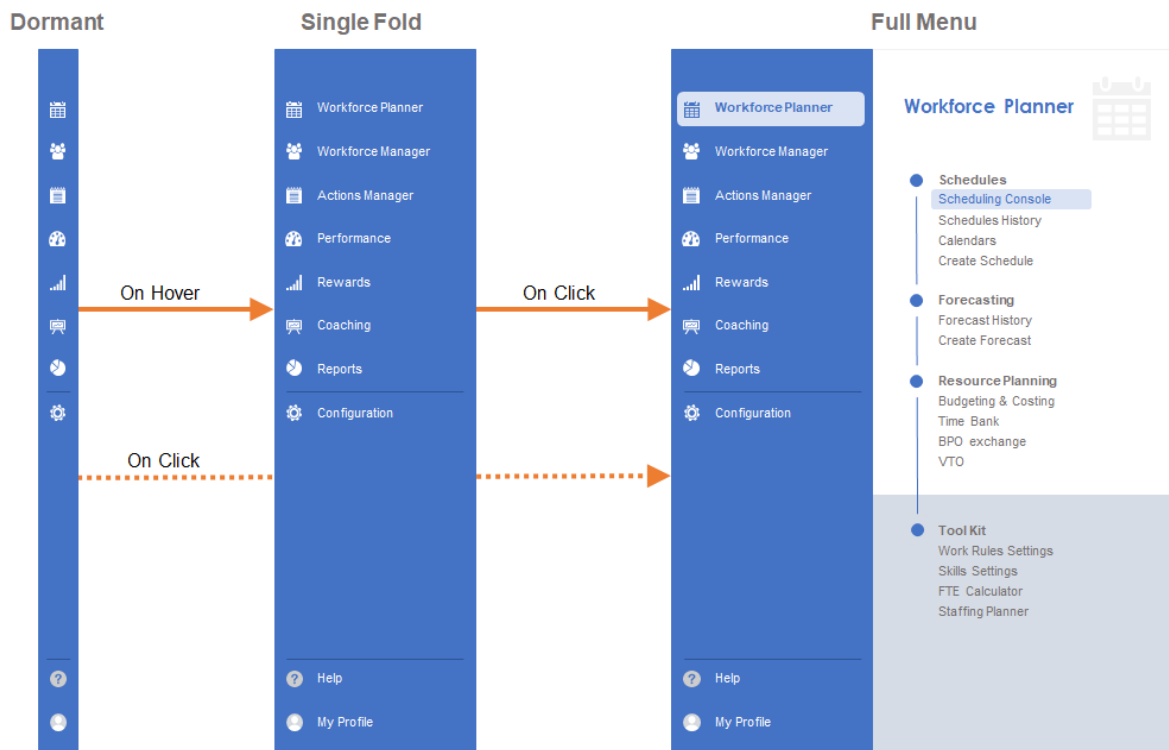 Dormant
Single Fold
Full Menu
Workforce Planner
Workforce Manager
Actions Manager
Performance
Rewards
Coaching
Reports
Configuration
Help
My Profile
On Hover
On Click
On Click
Workforce Planner
Workforce Manager
Actions Manager
Performance
Rewards
Coaching
Reports
Configuration
Help
My Profile
Workforce Planner
Schedules
Scheduling Console
Schedules History
Calendars
Create Schedule
Forecasting
Forecast History
Create Forecast
Resource Planning
Budgeting & Costing
Time Bank
BPO exchange
VTO
Tool Kit
Work Rules Settings
Skills Settings
FTE Calculator
Staffing Planner